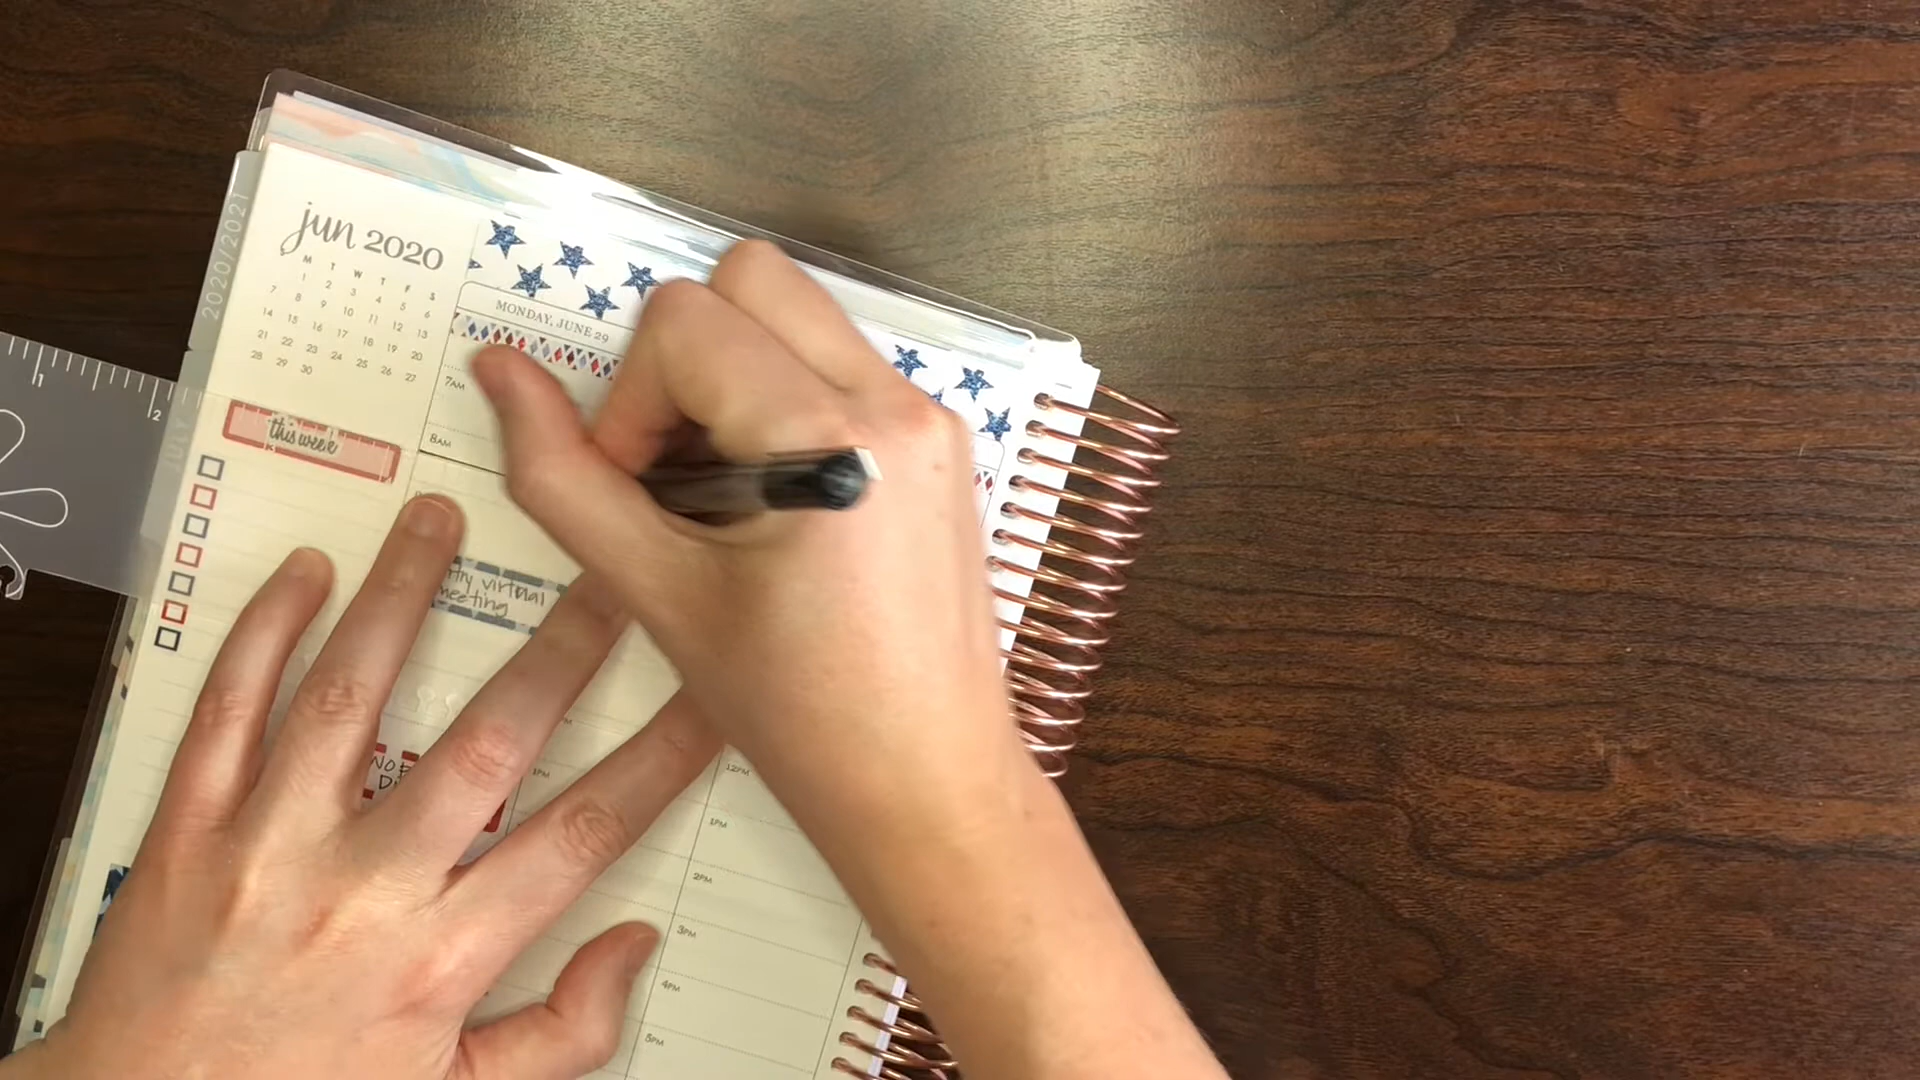 jun 2020
M T W T F S
1 2 3 4 5 6
7 8 9 10 11 12 13
14 15 16 17 18 19 20
21 22 23 24 25 26 27
28 29 30
2020/2021
MONDAY, JUNE 29
7AM
8AM
1
2
this week
virtual
meeting
1PM
12PM
1PM
2PM
3PM
4PM
5PM